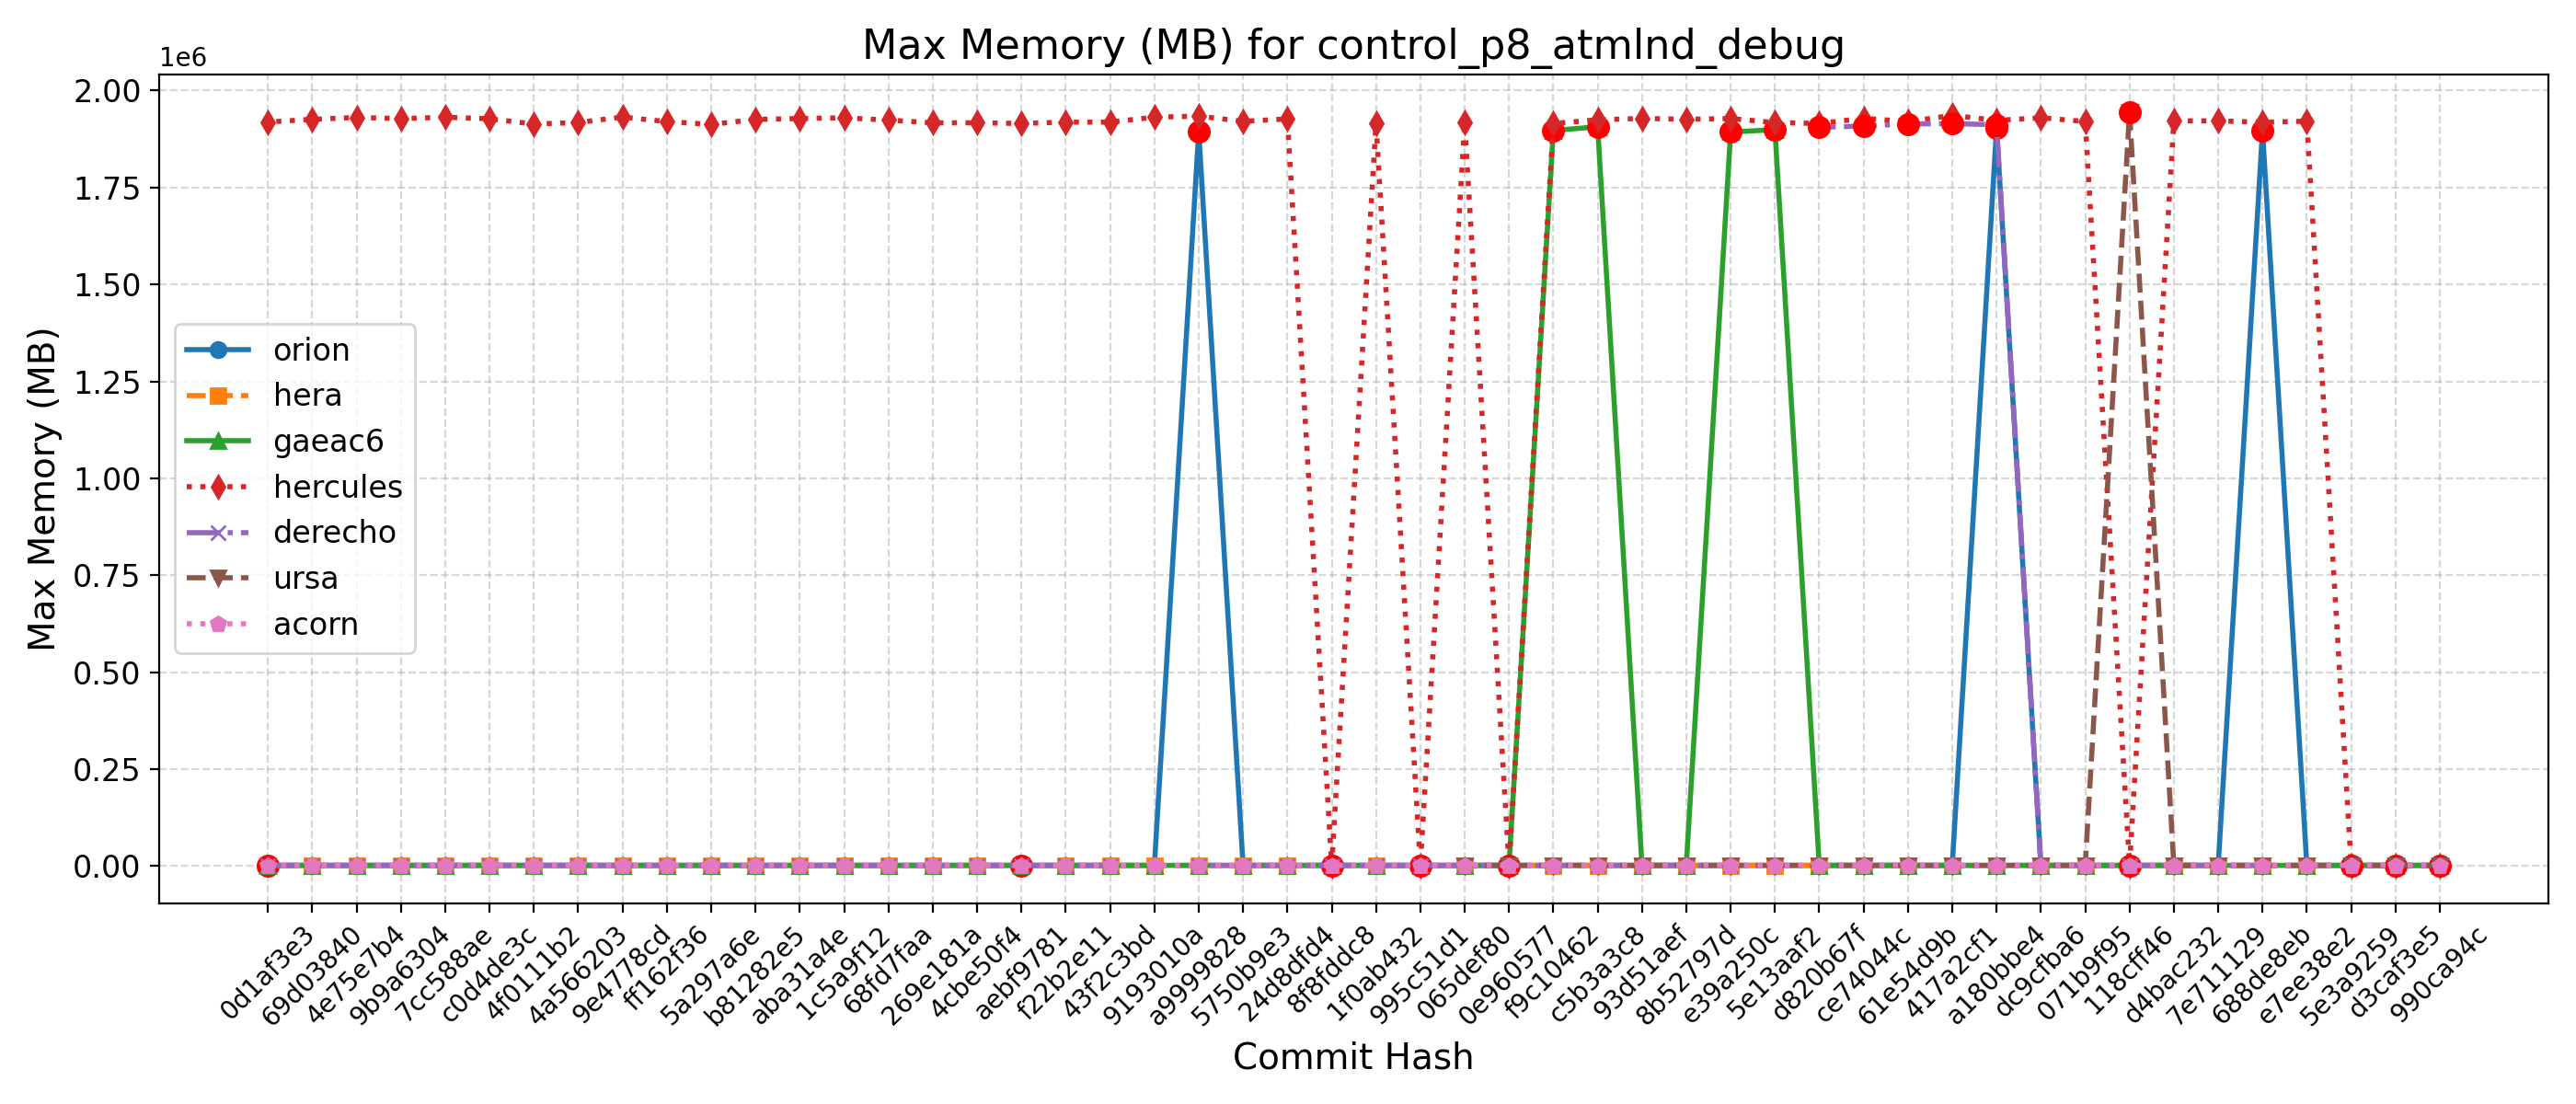 Max Memory (MB) for control_p8_atmlnd_debug
1e6
2.00
1.75
1.50
1.25
1.00
0.75
0.50
0.25
0.00
Max Memory (MB)
orion
hera
gaeac6
hercules
derecho
ursa
acorn
0d1af3e3
69d03840
4e75e7b4
9b9a6304
7cc588ae
c0d4de3c
4f0111b2
4a566203
9e4778cd
ff162f36
5a297a6e
b81282e5
aba31a4e
1c5a9f12
68fd7faa
269e181a
4cbe50f4
aebf9781
f22b2e11
43f2c3bd
9193010a
a9999828
5750b9e3
24d8dfd4
8f8fddc8
1f0ab432
995c51d1
065def80
0e960577
f9c10462
c5b3a3c8
93d51aef
8b52797d
e39a250c
5e13aaf2
d820b67f
ce74044c
61e54d9b
417a2cf1
a180bbe4
dc9cfba6
071b9f95
118cff46
d4bac232
7e711129
688de8eb
e7ee38e2
5e3a9259
d3caf3e5
990ca94c
Commit Hash